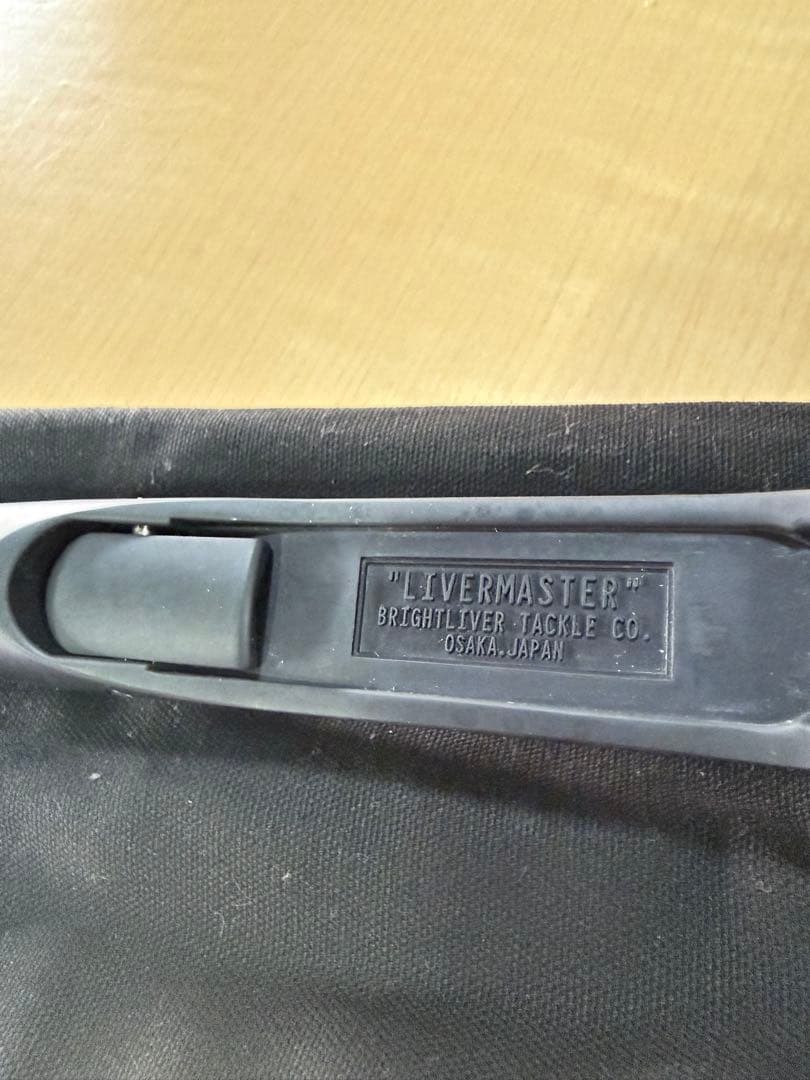 "LIVERMASTER"
BRIGHTLIVER TACKLE CO.
OSAKA.JAPAN